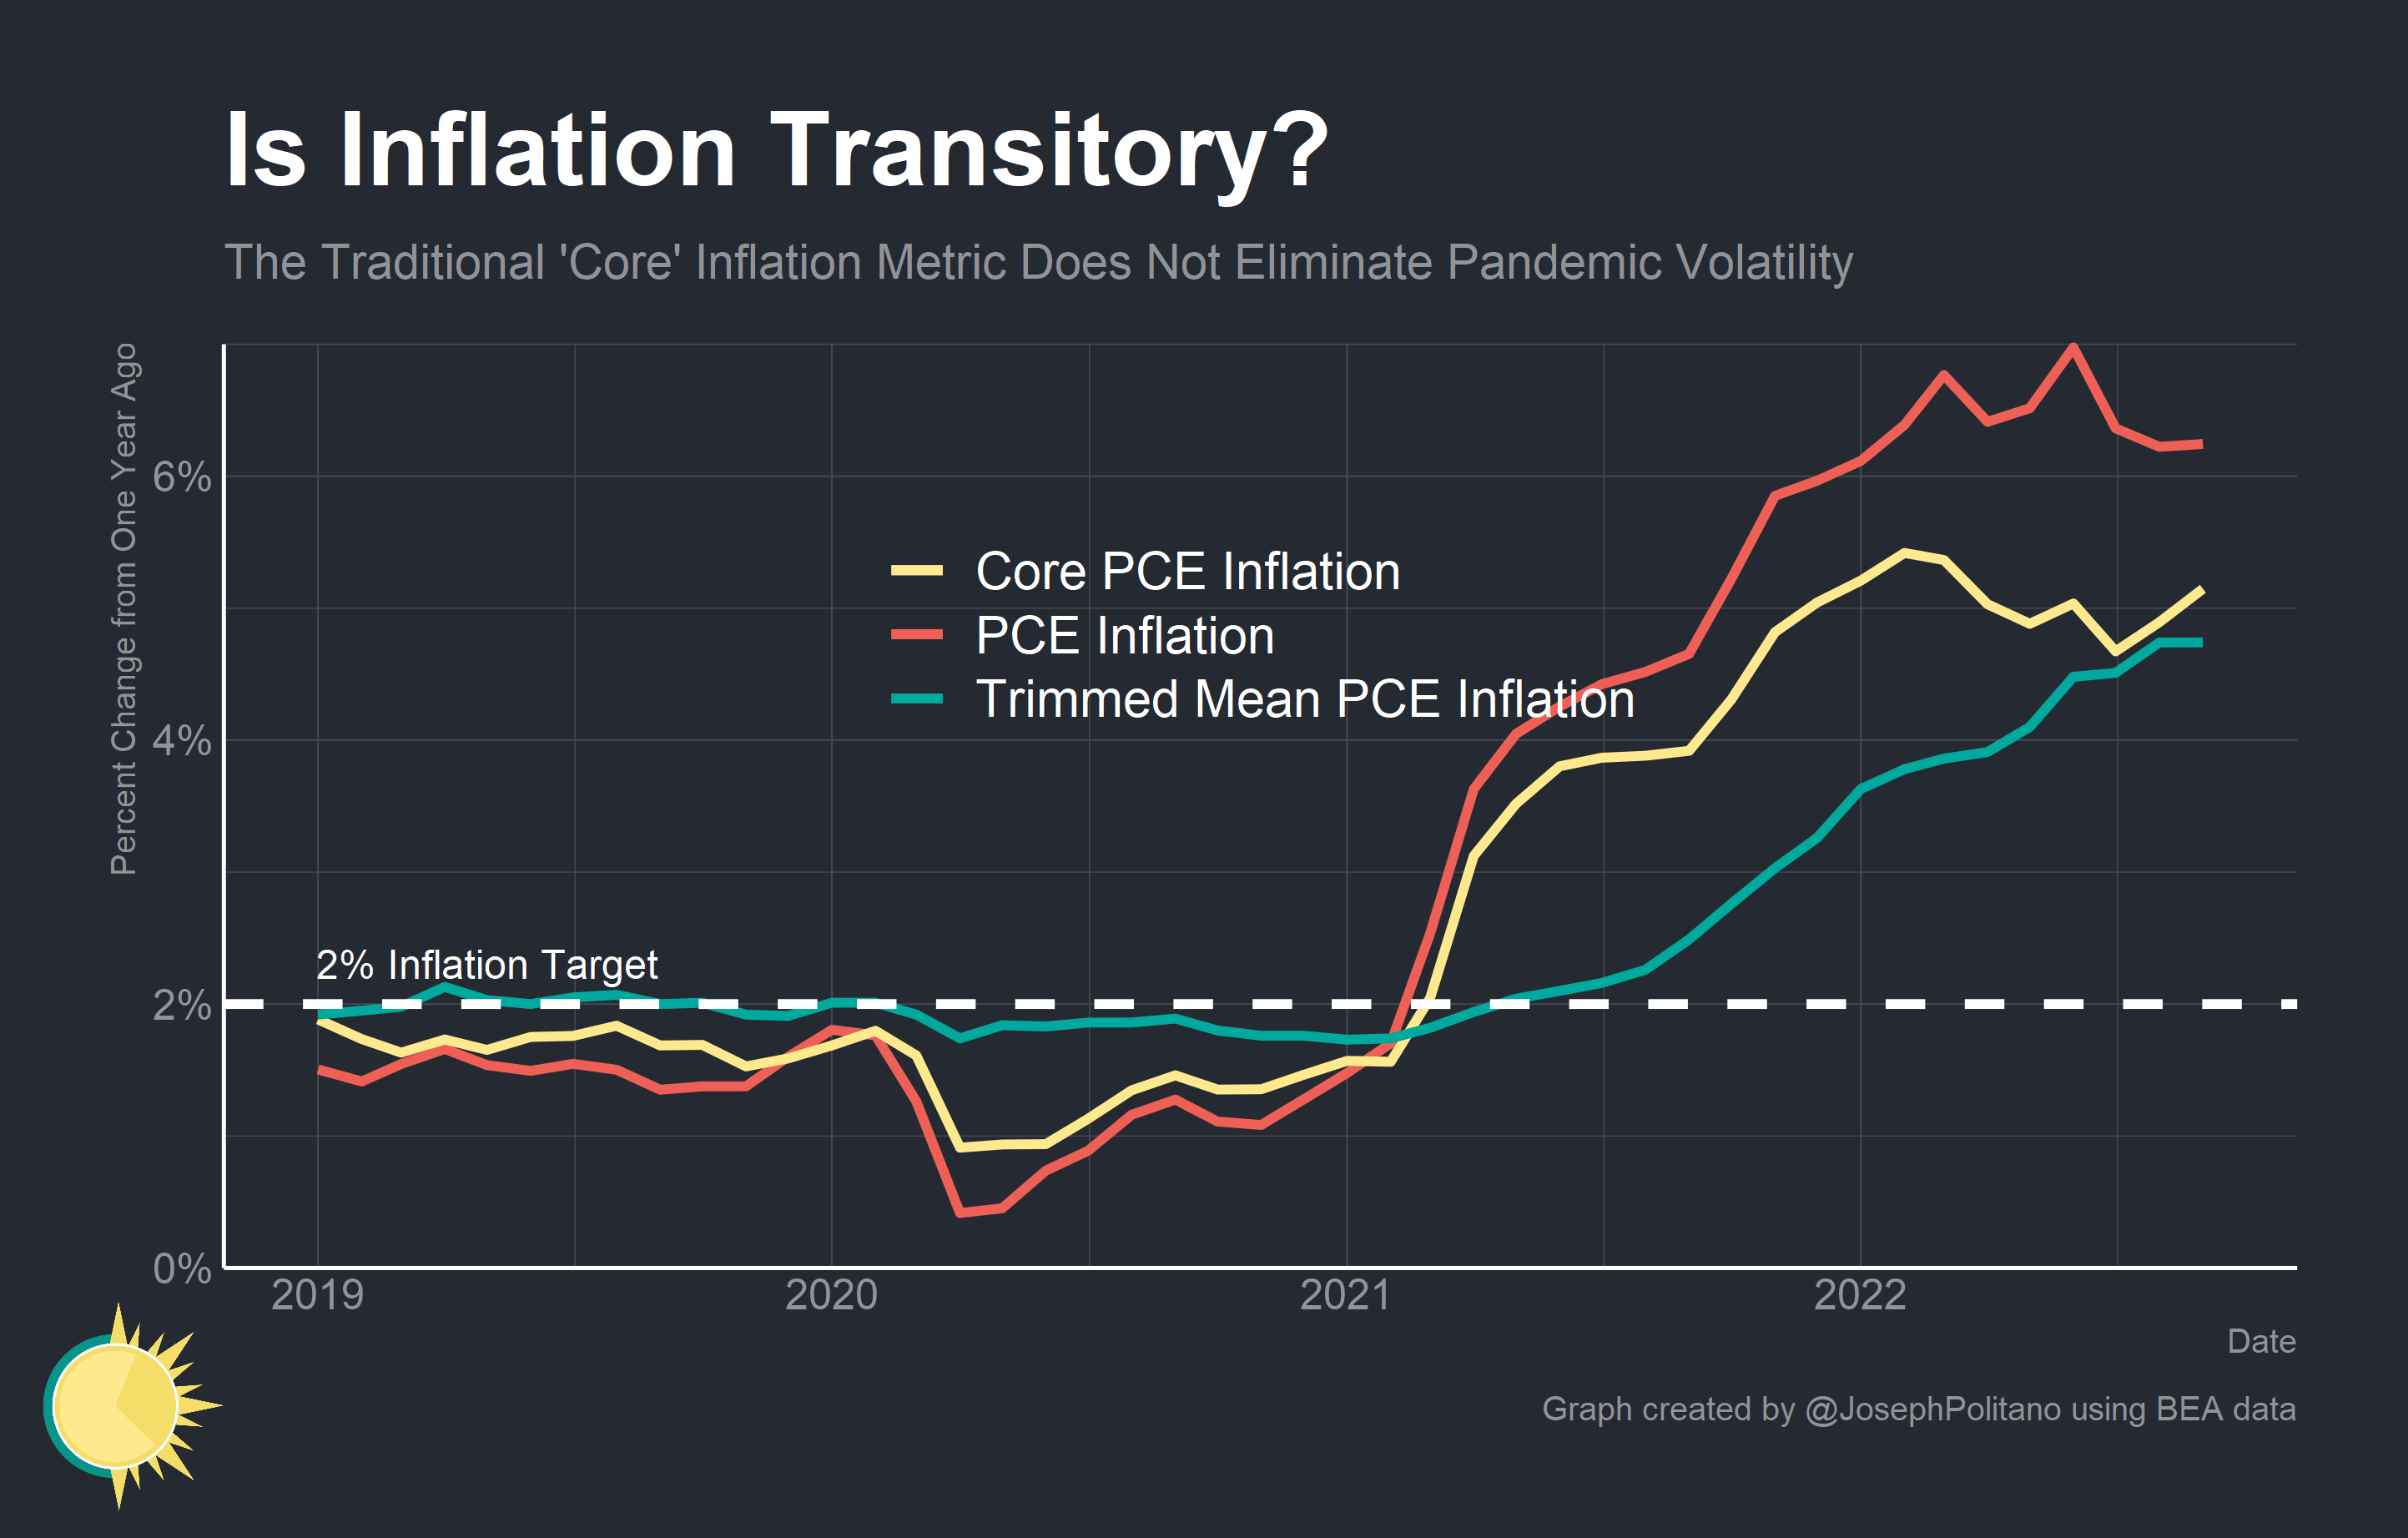 Is Inflation Transitory?
The Traditional 'Core' Inflation Metric Does Not Eliminate Pandemic Volatility
Percent Change from One Year Ago
6%
4%
2%
0%
Core PCE Inflation
PCE Inflation
Trimmed Mean PCE Inflation
2% Inflation Target
2019
2020
2021
2022
Date
Graph created by @JosephPolitano using BEA data